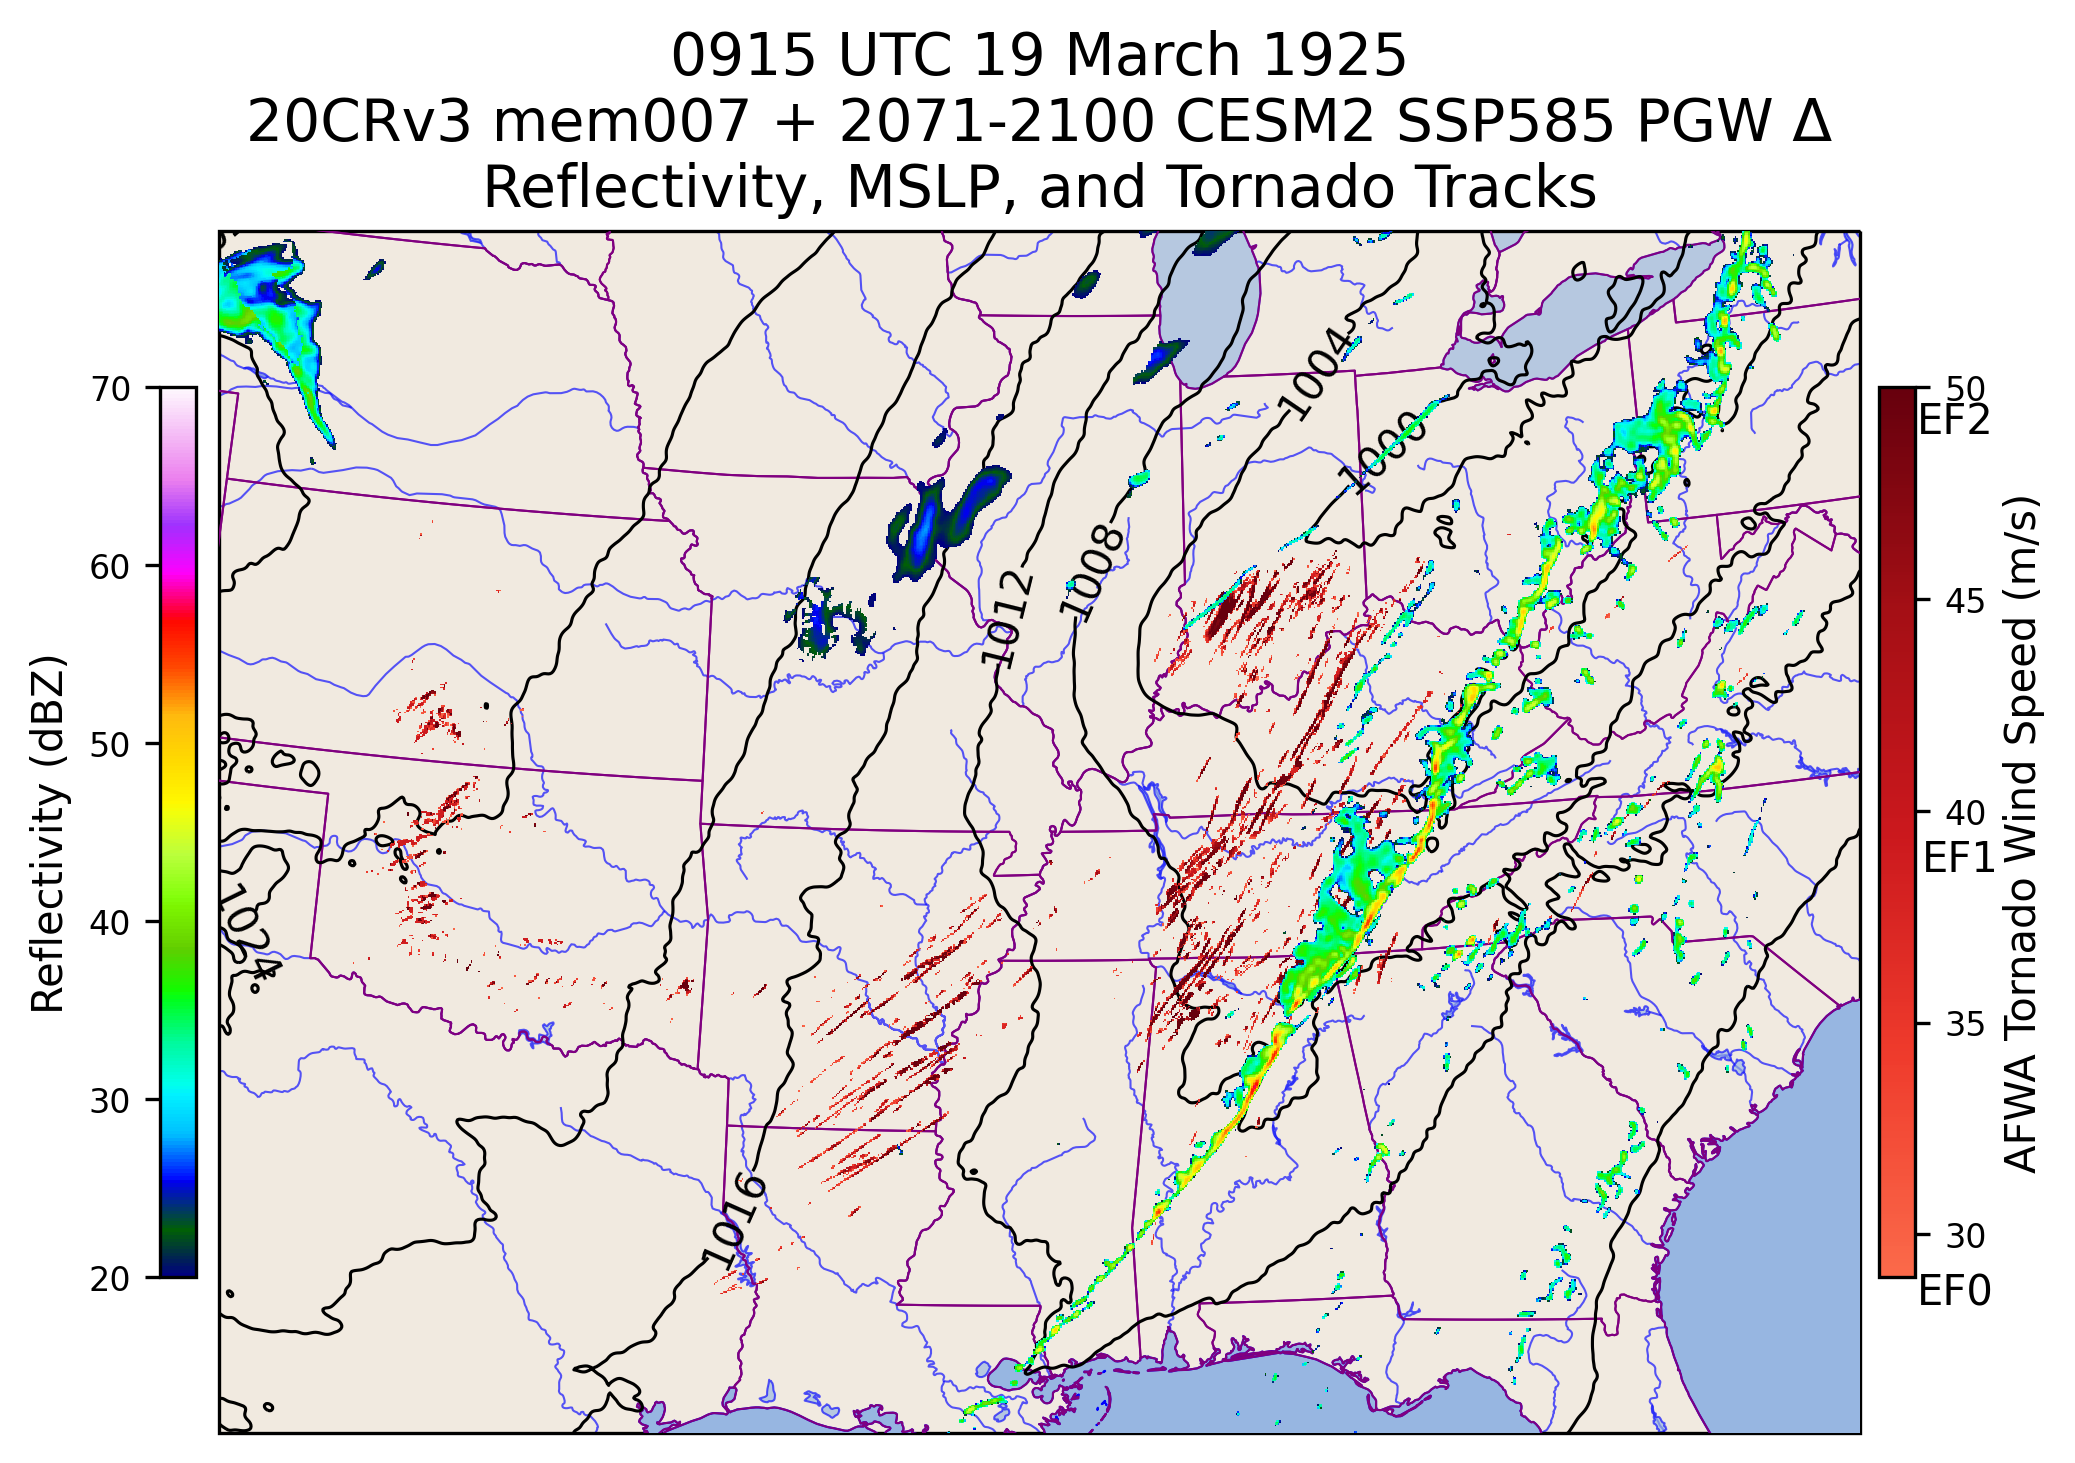 0915 UTC 19 March 1925
20CRv3 mem007 + 2071-2100 CESM2 SSP585 PGW Δ
Reflectivity, MSLP, and Tornado Tracks
Reflectivity (dBZ)
70
60
50
40
30
20
1004
1000
1008
1012
1024
1016
50
EF2
45
40
EF1
35
30
EF0
AFWA Tornado Wind Speed (m/s)